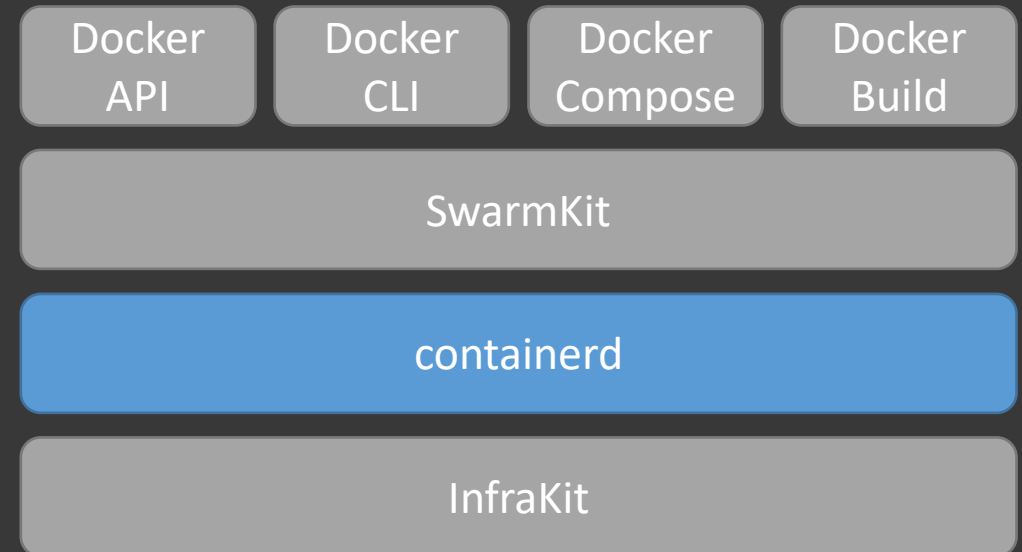 Docker
API
Docker
CLI
Docker
Compose
Docker
Build
SwarmKit
containerd
InfraKit